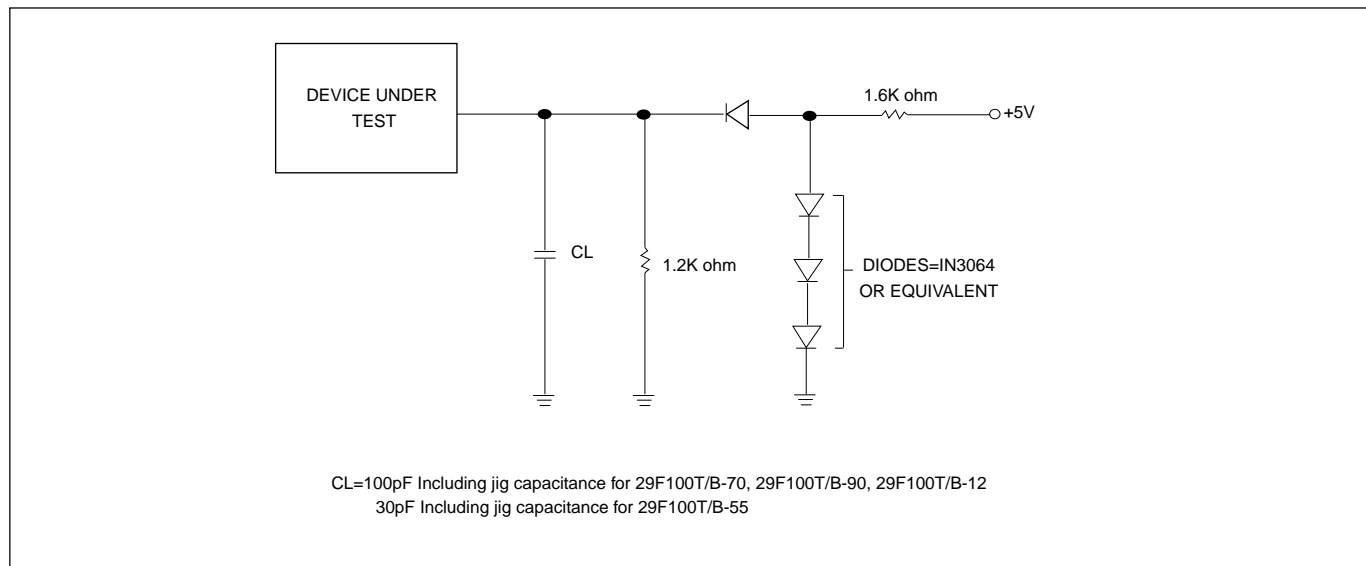 DEVICE UNDER
TEST
1.6K ohm
+5V
CL
1.2K ohm
DIODES=IN3064
OR EQUIVALENT
CL=100pF Including jig capacitance for 29F100T/B-70, 29F100T/B-90, 29F100T/B-12
30pF Including jig capacitance for 29F100T/B-55